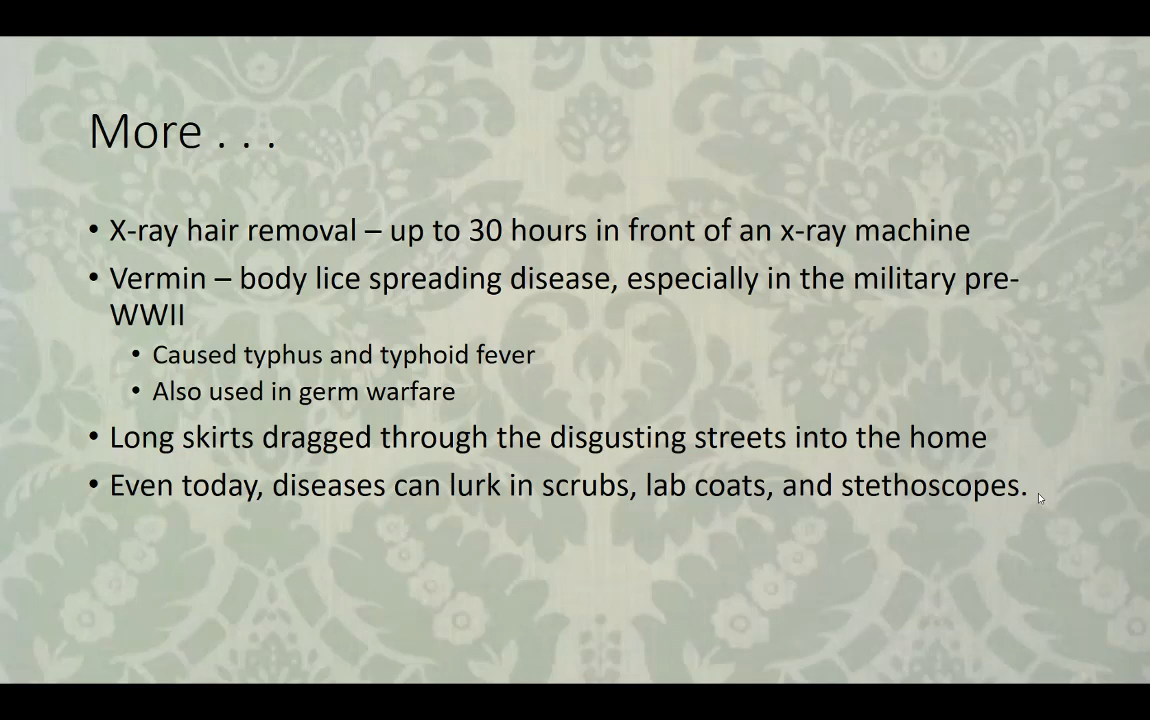 More . . .
• X-ray hair removal – up to 30 hours in front of an x-ray machine
• Vermin – body lice spreading disease, especially in the military pre-
WWII
• Caused typhus and typhoid fever
• Also used in germ warfare
• Long skirts dragged through the disgusting streets into the home
• Even today, diseases can lurk in scrubs, lab coats, and stethoscopes.